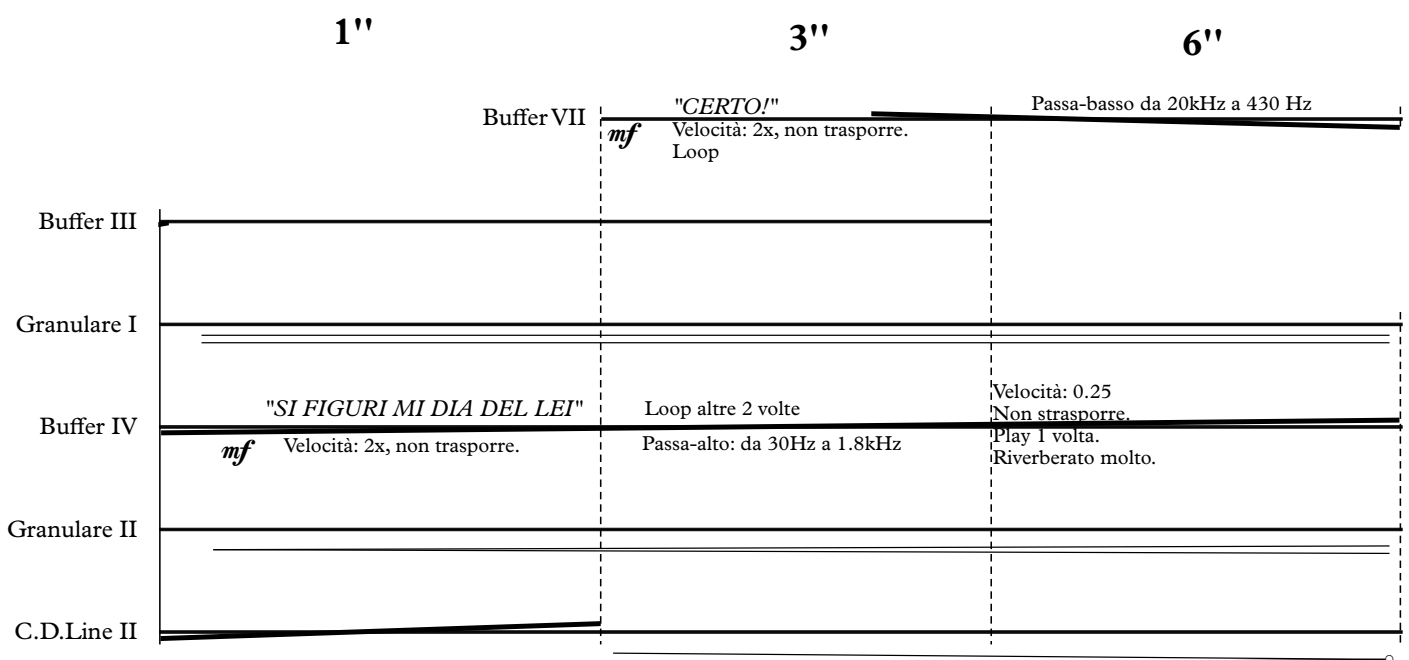 1''
3''
6''
Buffer VII
mf
"CERTO!"
Velocità: 2x, non trasporre.
Loop
Passa-basso da 20kHz a 430 Hz
Buffer III
Granulare I
Buffer IV
"SI FIGURI MI DIA DEL LEI"
mf
Velocità: 2x, non trasporre.
Loop altre 2 volte
Passa-alto: da 30Hz a 1.8kHz
Velocità: 0.25
Non strasporre.
Play 1 volta.
Riverberato molto.
Granulare II
C.D.Line II